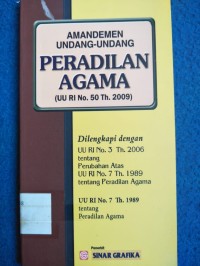 AMANDEMEN
UNDANG-UNDANG
PERADILAN
AGAMA
(UU RI No. 50 Th. 2009)
Dilengkapi dengan
UU RI No. 3 Th. 2006
tentang
Perubahan Atas
UU RI No. 7 Th. 1989
tentang Peradilan Agama
UU RI No. 7 Th. 1989
tentang
Peradilan Agama
Penerbit
SINAR GRAFIKA